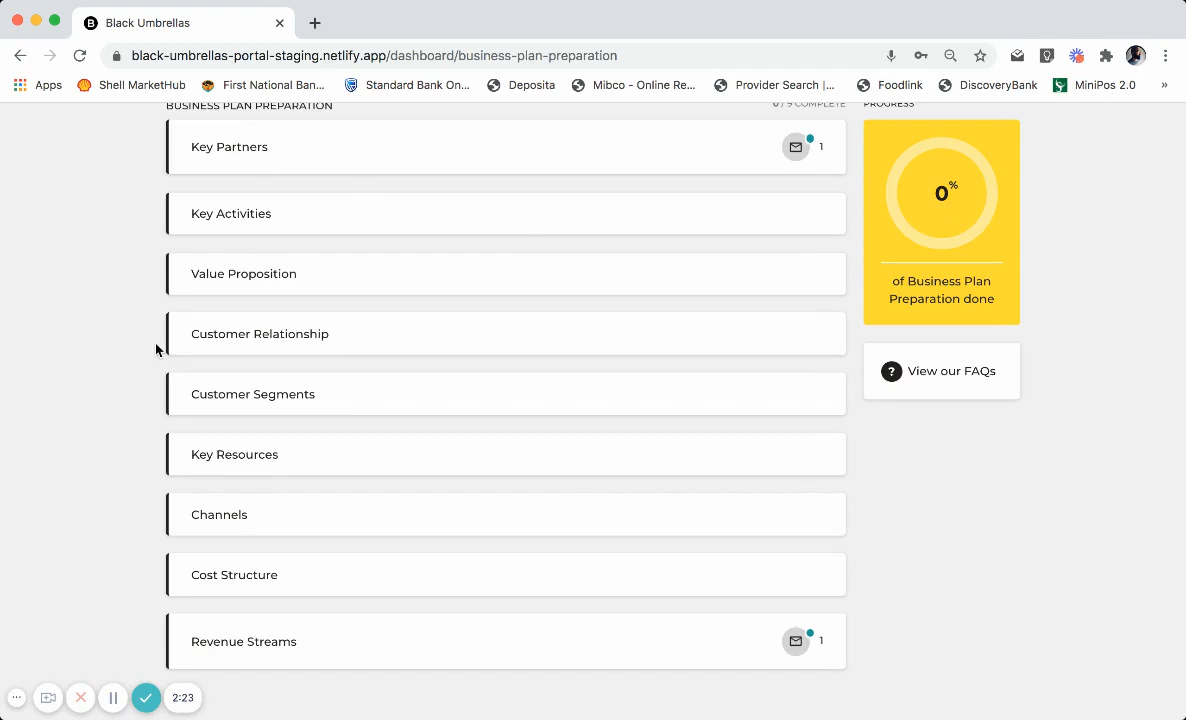 Black Umbrellas
black-umbrellas-portal-staging.netlify.app/dashboard/business-plan-preparation
Apps
Shell MarketHub
First National Ban...
Standard Bank On...
Deposita
Mibco - Online Re...
Provider Search |...
Foodlink
DiscoveryBank
MiniPos 2.0
»
BUSINESS PLAN PREPARATION
0 / 9 COMPLETE
PROGRESS
Key Partners
1
Key Activities
Value Proposition
Customer Relationship
Customer Segments
Key Resources
Channels
Cost Structure
Revenue Streams
1
0%
of Business Plan
Preparation done
? View our FAQs
2:23